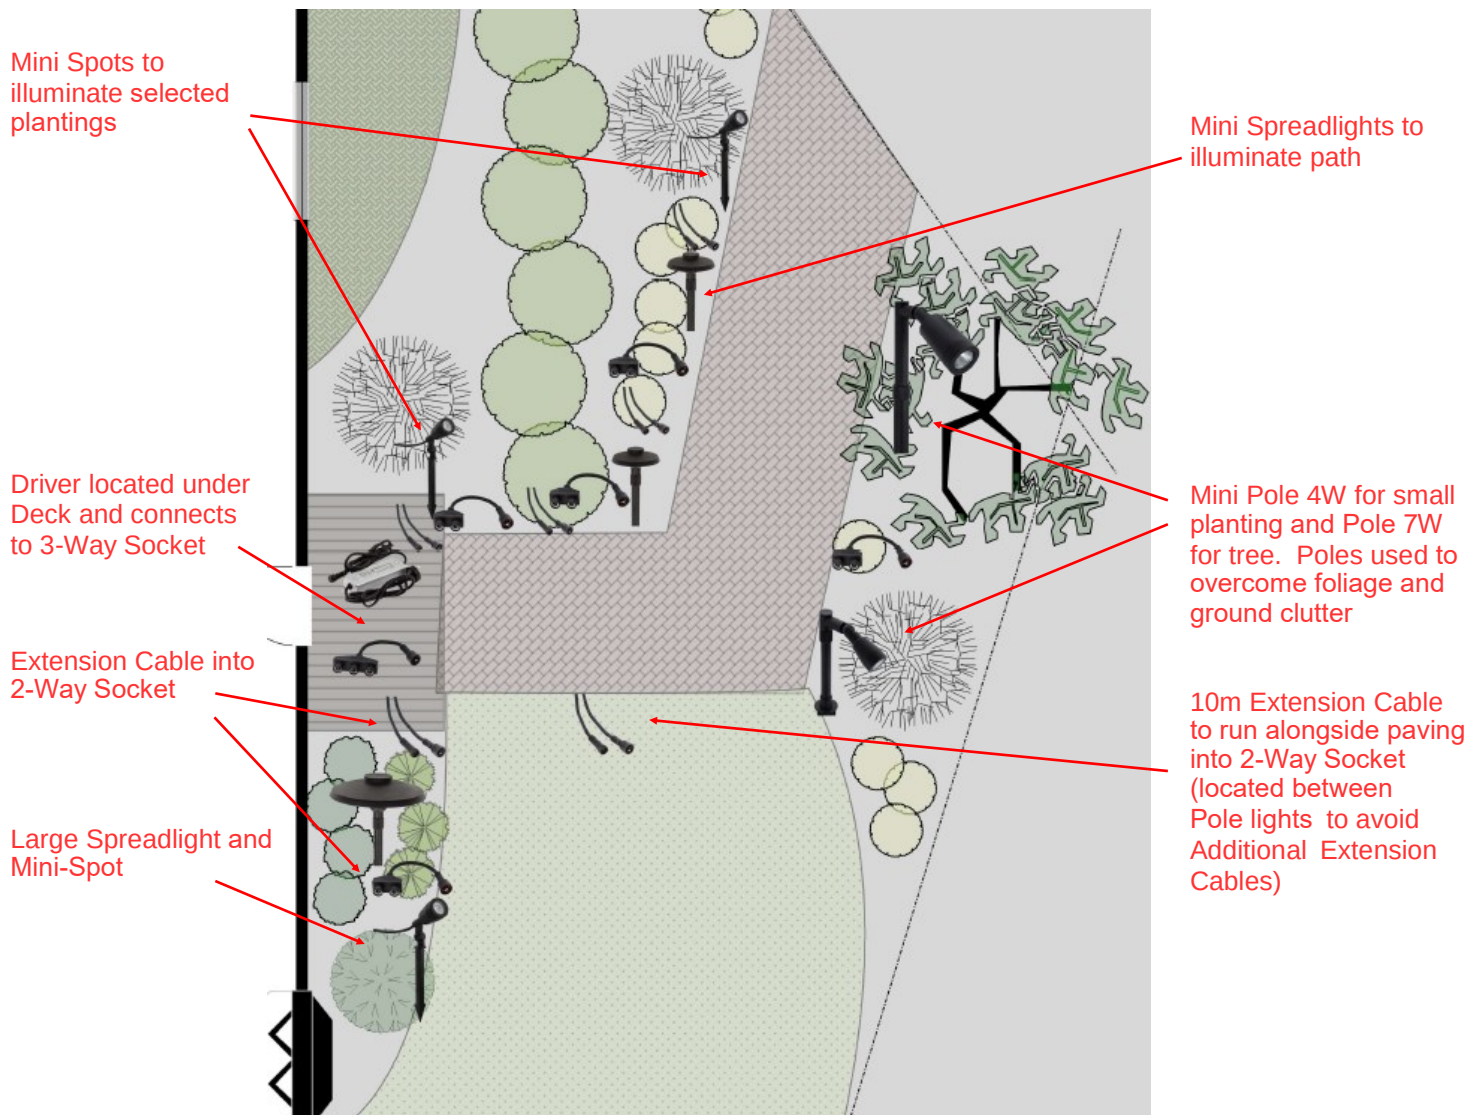 Mini Spots to
illuminate selected
plantings
Driver located under
Deck and connects
to 3-Way Socket
Extension Cable into
2-Way Socket
Large Spreadlight and
Mini-Spot
Mini Spreadlights to
illuminate path
Mini Pole 4W for small
planting and Pole 7W
for tree.  Poles used to
overcome foliage and
ground clutter
10m Extension Cable
to run alongside paving
into 2-Way Socket
(located between
Pole lights  to avoid
Additional  Extension
Cables)